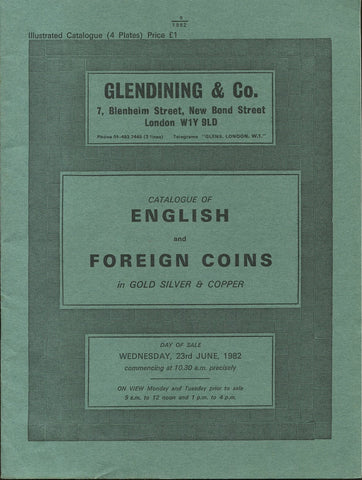 9
1982
Illustrated Catalogue (4 Plates) Price £1
GLENDINING & Co.
7, Blenheim Street, New Bond Street
London W1Y 9LD
Phone 01-493 2445 (3 lines) Telegrams "GLENS, LONDON, W.1."
CATALOGUE OF
ENGLISH
and
FOREIGN COINS
in GOLD SILVER & COPPER
DAY OF SALE
WEDNESDAY, 23rd JUNE, 1982
commencing at 10.30 a.m. precisely
ON VIEW Monday and Tuesday prior to sale
9 a.m. to 12 noon and 1 p.m. to 4 p.m.